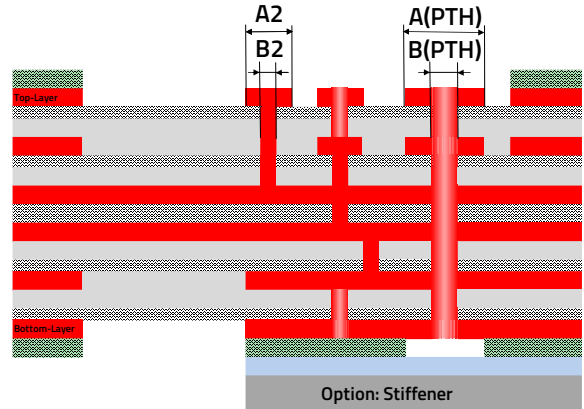 A2
A(PTH)
B2
B(PTH)
Top-Layer
Bottom-Layer
Option: Stiffener